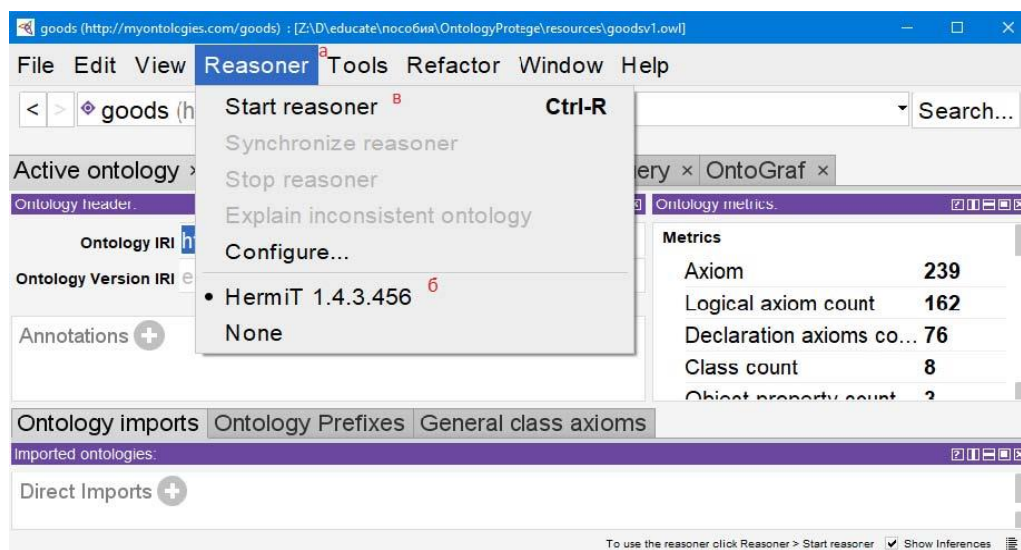 goods (http://myontologies.com/goods) : [Z:\D\educate\пособия\OntologyProtege\resources\goodsv1.owl]
File Edit View Reasoner а Tools Refactor Window Help
< > goods (h Search...
Start reasoner в Ctrl-R
Synchronize reasoner
Stop reasoner
Explain inconsistent ontology
Configure...
HermiT 1.4.3.456 б
None
Active ontology × ery × OntoGraf ×
Ontology header:
Ontology IRI h
Ontology Version IRI e
Annotations
Ontology metrics:
Metrics
Axiom 239
Logical axiom count 162
Declaration axioms co... 76
Class count 8
Object property count 3
Ontology imports Ontology Prefixes General class axioms
Imported ontologies:
Direct Imports
To use the reasoner click Reasoner > Start reasoner Show Inferences